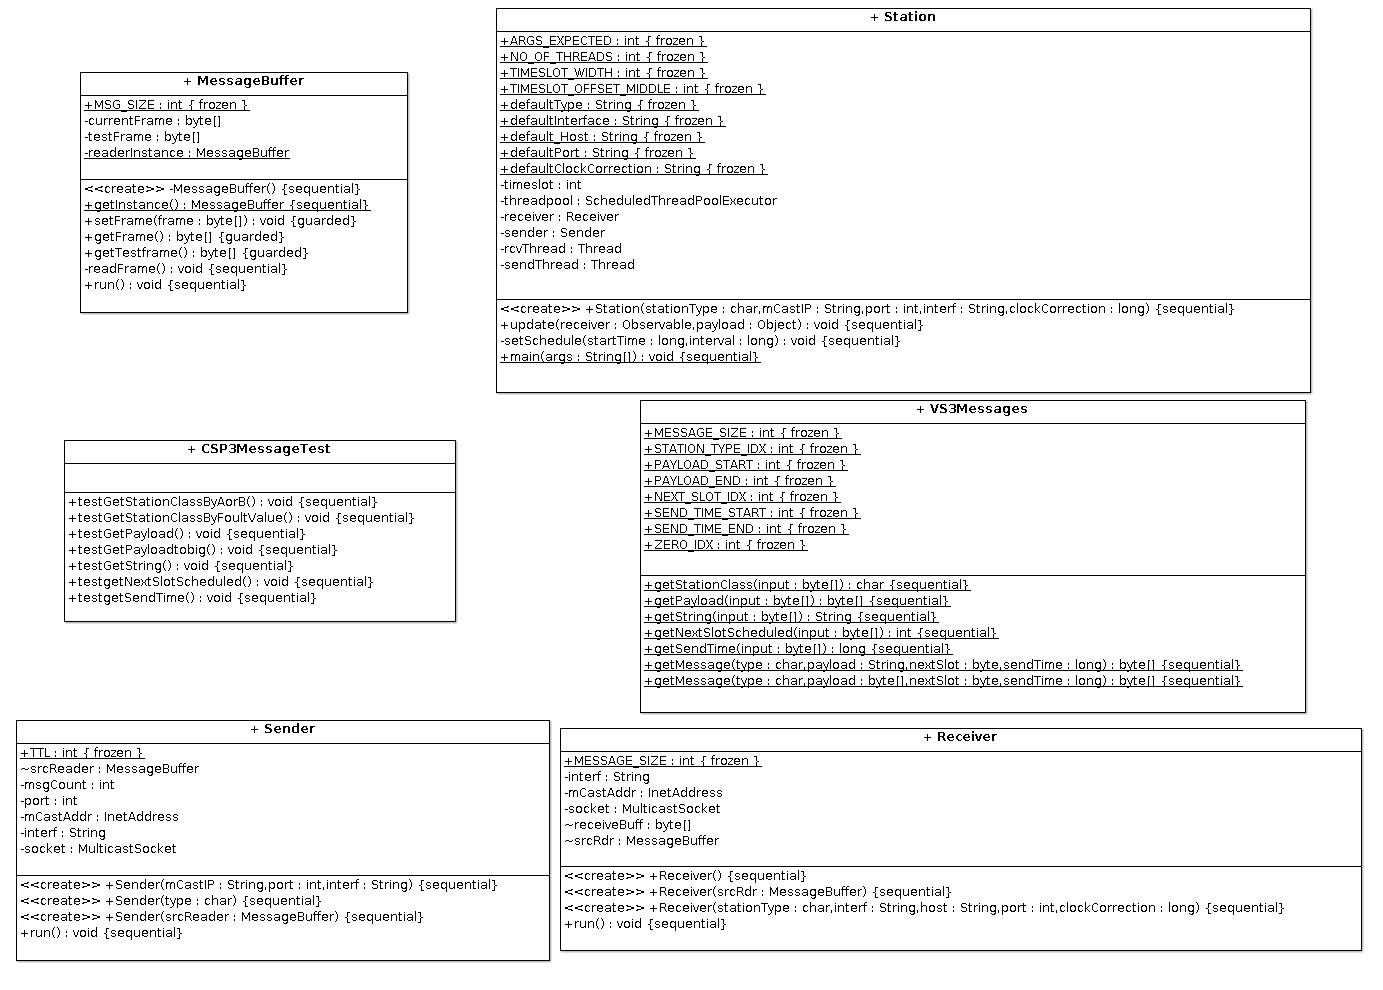 + MessageBuffer
+MSG_SIZE : int { frozen }
-currentFrame : byte[]
-testFrame : byte[]
-readerInstance : MessageBuffer
<<create>> -MessageBuffer() {sequential}
+getInstance() : MessageBuffer {sequential}
+setFrame(frame : byte[]) : void {guarded}
+getFrame() : byte[] {guarded}
+getTestframe() : byte[] {guarded}
-readFrame() : void {sequential}
+run() : void {sequential}
+ Station
+ARGS_EXPECTED : int { frozen }
+NO_OF_THREADS : int { frozen }
+TIMESLOT_WIDTH : int { frozen }
+TIMESLOT_OFFSET_MIDDLE : int { frozen }
+defaultType : String { frozen }
+defaultInterface : String { frozen }
+default_Host : String { frozen }
+defaultPort : String { frozen }
+defaultClockCorrection : String { frozen }
-timeslot : int
-threadpool : ScheduledThreadPoolExecutor
-receiver : Receiver
-sender : Sender
-rcvThread : Thread
-sendThread : Thread
<<create>> +Station(stationType : char,mCastIP : String,port : int,interf : String,clockCorrection : long) {sequential}
+update(receiver : Observable,payload : Object) : void {sequential}
-setSchedule(startTime : long,interval : long) : void {sequential}
+main(args : String[]) : void {sequential}
+ CSP3MessageTest
+testGetStationClassByAorB() : void {sequential}
+testGetStationClassByFoultValue() : void {sequential}
+testGetPayload() : void {sequential}
+testGetPayloadtobig() : void {sequential}
+testGetString() : void {sequential}
+testgetNextSlotScheduled() : void {sequential}
+testgetSendTime() : void {sequential}
+ VS3Messages
+MESSAGE_SIZE : int { frozen }
+STATION_TYPE_IDX : int { frozen }
+PAYLOAD_START : int { frozen }
+PAYLOAD_END : int { frozen }
+NEXT_SLOT_IDX : int { frozen }
+SEND_TIME_START : int { frozen }
+SEND_TIME_END : int { frozen }
+ZERO_IDX : int { frozen }
+getStationClass(input : byte[]) : char {sequential}
+getPayload(input : byte[]) : byte[] {sequential}
+getString(input : byte[]) : String {sequential}
+getNextSlotScheduled(input : byte[]) : int {sequential}
+getSendTime(input : byte[]) : long {sequential}
+getMessage(type : char,payload : String,nextSlot : byte,sendTime : long) : byte[] {sequential}
+getMessage(type : char,payload : byte[],nextSlot : byte,sendTime : long) : byte[] {sequential}
+ Sender
+TTL : int { frozen }
~srcReader : MessageBuffer
-msgCount : int
-port : int
-mCastAddr : InetAddress
-interf : String
-socket : MulticastSocket
<<create>> +Sender(mCastIP : String,port : int,interf : String) {sequential}
<<create>> +Sender(type : char) {sequential}
<<create>> +Sender(srcReader : MessageBuffer) {sequential}
+run() : void {sequential}
+ Receiver
+MESSAGE_SIZE : int { frozen }
-interf : String
-mCastAddr : InetAddress
-socket : MulticastSocket
~receiveBuff : byte[]
~srcRdr : MessageBuffer
<<create>> +Receiver() {sequential}
<<create>> +Receiver(srcRdr : MessageBuffer) {sequential}
<<create>> +Receiver(stationType : char,interf : String,host : String,port : int,clockCorrection : long) {sequential}
+run() : void {sequential}